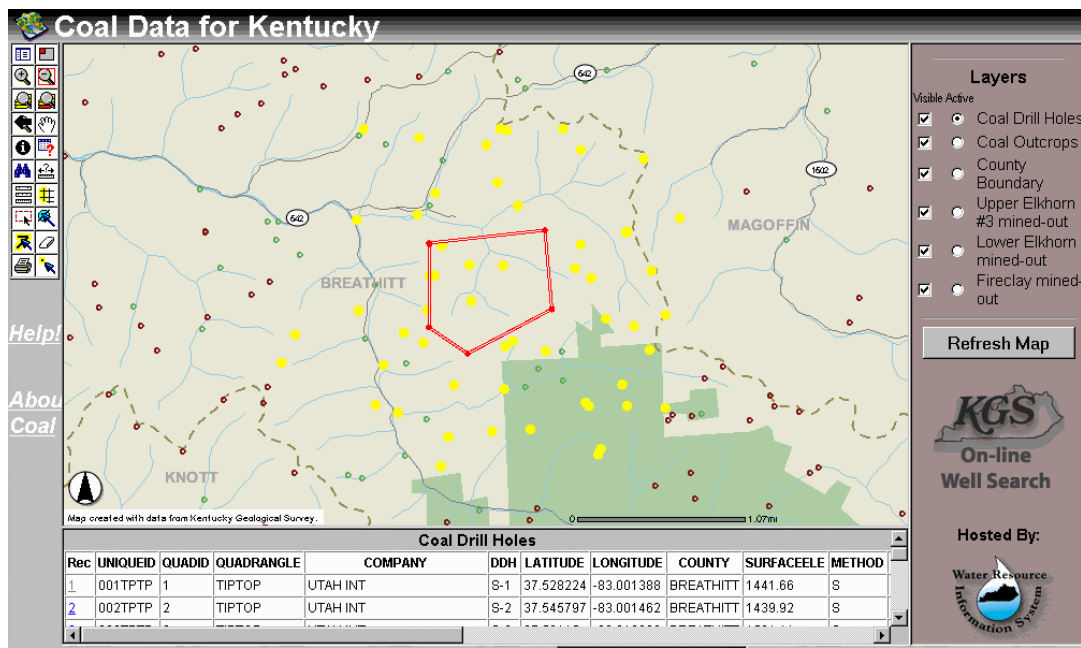 Coal Data for Kentucky
Layers
Visible Active
Coal Drill Holes
Coal Outcrops
County
Boundary
Upper Elkhorn
#3 mined-out
Lower Elkhorn
mined-out
Fireclay mined-
out
Refresh Map
KGS
On-line
Well Search
Hosted By:
Water Resource
Information System
Help!
Abou
Coal
542
1502
542
MAGOFFIN
BREATHITT
KNOTT
Map created with data from Kentucky Geological Survey.
0 1.07mi
Coal Drill Holes
Rec UNIQUEID QUADID QUADRANGLE COMPANY DDH LATITUDE LONGITUDE COUNTY SURFACEELE METHOD
1 001TPTP 1 TIPTOP UTAH INT S-1 37.528224 -83.001388 BREATHITT 1441.66 S
2 002TPTP 2 TIPTOP UTAH INT S-2 37.545797 -83.001462 BREATHITT 1439.92 S